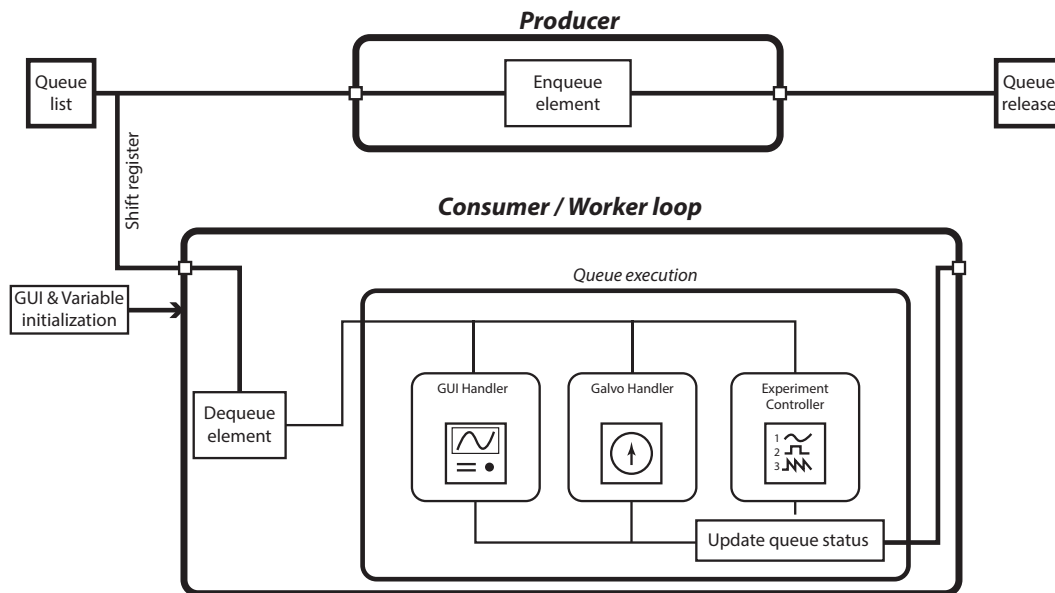 Producer
Queue
list
Enqueue
element
Queue
release
Shift register
Consumer / Worker loop
Queue execution
GUI & Variable
initialization
GUI Handler
Galvo Handler
Experiment
Controller
Dequeue
element
1
2
3
Update queue status